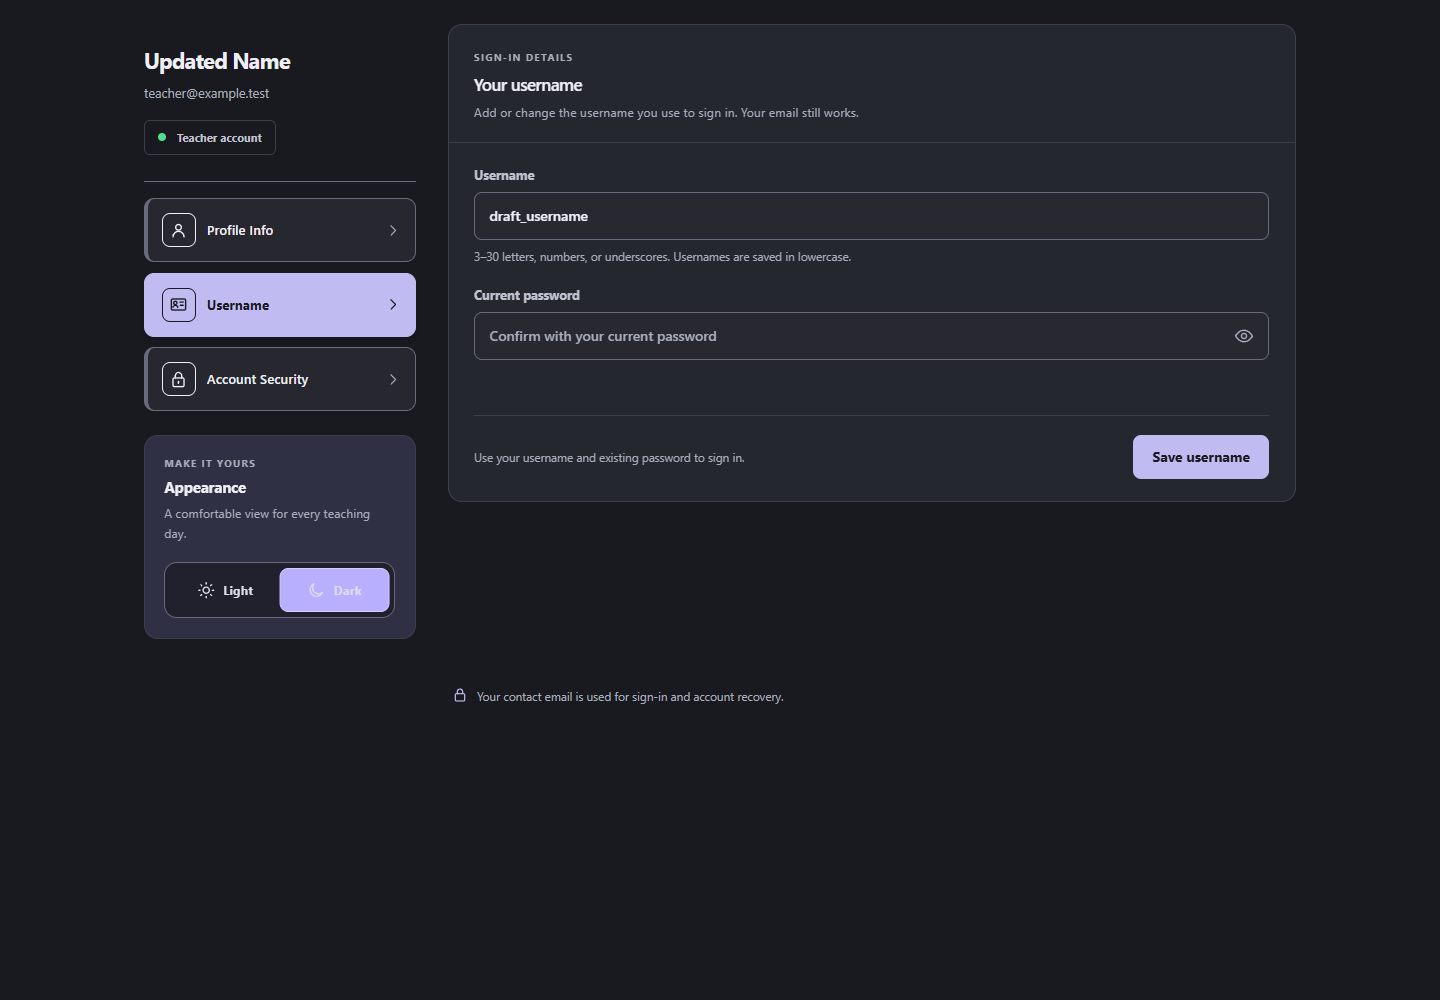 Updated Name
teacher@example.test
Teacher account
Profile Info
Username
Account Security
MAKE IT YOURS
Appearance
A comfortable view for every teaching
day.
Light
Dark
SIGN-IN DETAILS
Your username
Add or change the username you use to sign in. Your email still works.
Username
draft_username
3–30 letters, numbers, or underscores. Usernames are saved in lowercase.
Current password
Confirm with your current password
Use your username and existing password to sign in.
Save username
Your contact email is used for sign-in and account recovery.